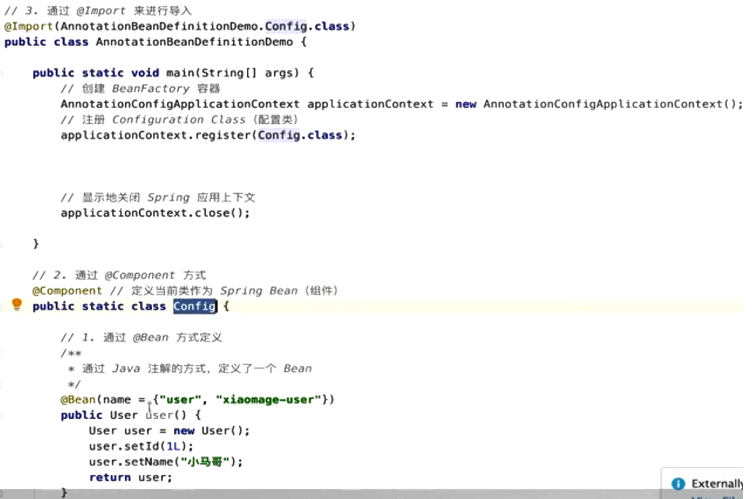 // 3. 通过 @Import 来进行导入
@Import(AnnotationBeanDefinitionDemo.Config.class)
public class AnnotationBeanDefinitionDemo {
public static void main(String[] args) {
// 创建 BeanFactory 容器
AnnotationConfigApplicationContext applicationContext = new AnnotationConfigApplicationContext();
// 注册 Configuration Class（配置类）
applicationContext.register(Config.class);
// 显示地关闭 Spring 应用上下文
applicationContext.close();
}
// 2. 通过 @Component 方式
@Component // 定义当前类作为 Spring Bean（组件）
public static class Config {
// 1. 通过 @Bean 方式定义
/**
* 通过 Java 注解的方式，定义了一个 Bean
*/
@Bean(name = {"user", "xiaomage-user"})
public User user() {
User user = new User();
user.setId(1L);
user.setName("小马哥");
return user;
}
Externally